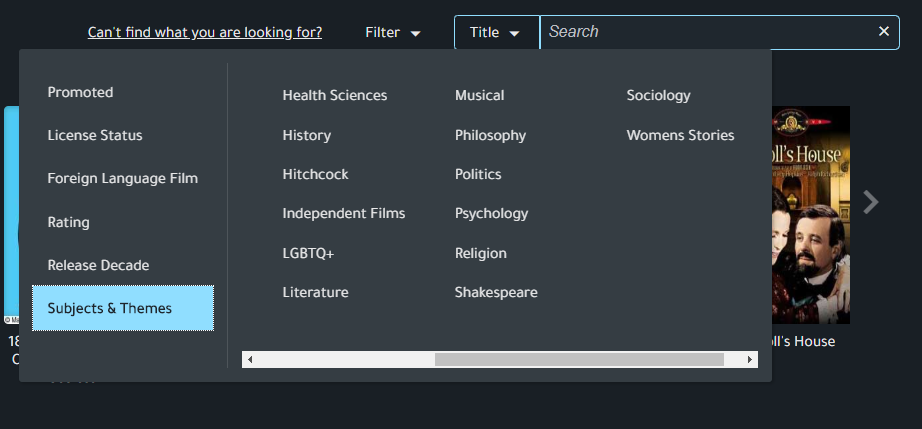 Can't find what you are looking for?
Filter
Title
Search
Promoted
License Status
Foreign Language Film
Rating
Release Decade
Subjects & Themes
Health Sciences
History
Hitchcock
Independent Films
LGBTQ+
Literature
Musical
Philosophy
Politics
Psychology
Religion
Shakespeare
Sociology
Womens Stories
ll's House
ll's House